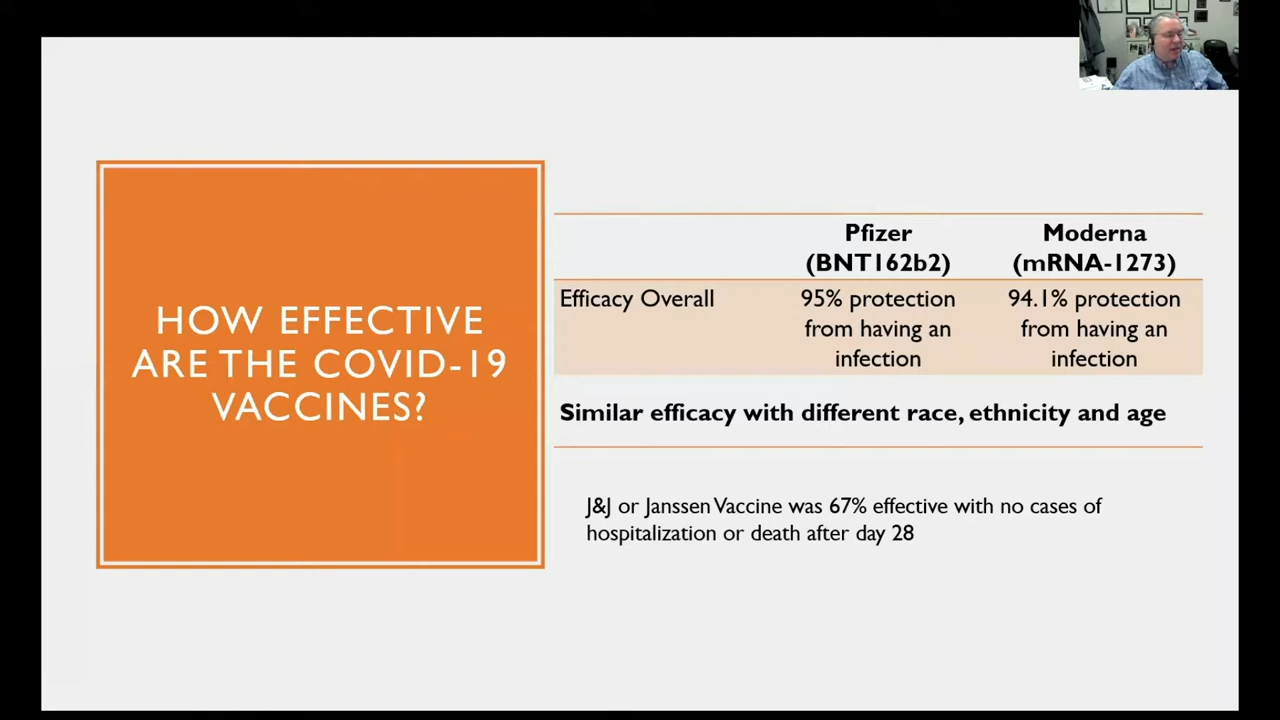 HOW EFFECTIVE
ARE THE COVID-19
VACCINES?
Pfizer
(BNT162b2)
Moderna
(mRNA-1273)
Efficacy Overall
95% protection
from having an
infection
94.1% protection
from having an
infection
Similar efficacy with different race, ethnicity and age
J&J or Janssen Vaccine was 67% effective with no cases of
hospitalization or death after day 28